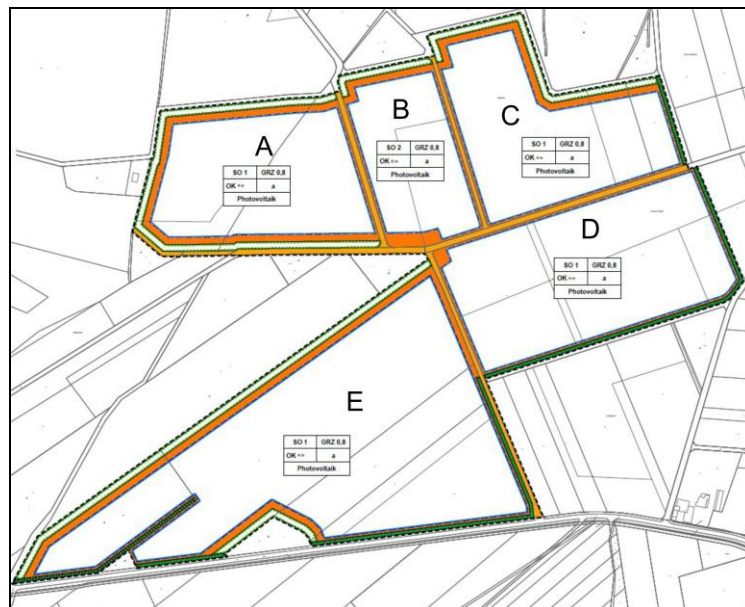 A
SO 1 GRZ 0,8
OK <= a
Photovoltaik
B
SO 2 GRZ 0,8
OK <= a
Photovoltaik
C
SO 1 GRZ 0,8
OK <= a
Photovoltaik
D
SO 1 GRZ 0,8
OK <= a
Photovoltaik
E
SO 1 GRZ 0,8
OK <= a
Photovoltaik